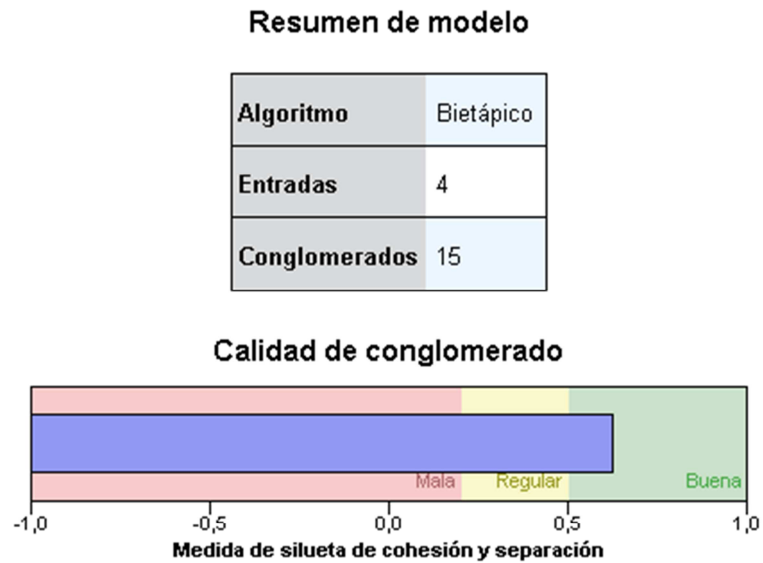 Resumen de modelo
Algoritmo Bietápico
Entradas 4
Conglomerados 15
Calidad de conglomerado
Mala Regular Buena
-1,0 -0,5 0,0 0,5 1,0
Medida de silueta de cohesión y separación